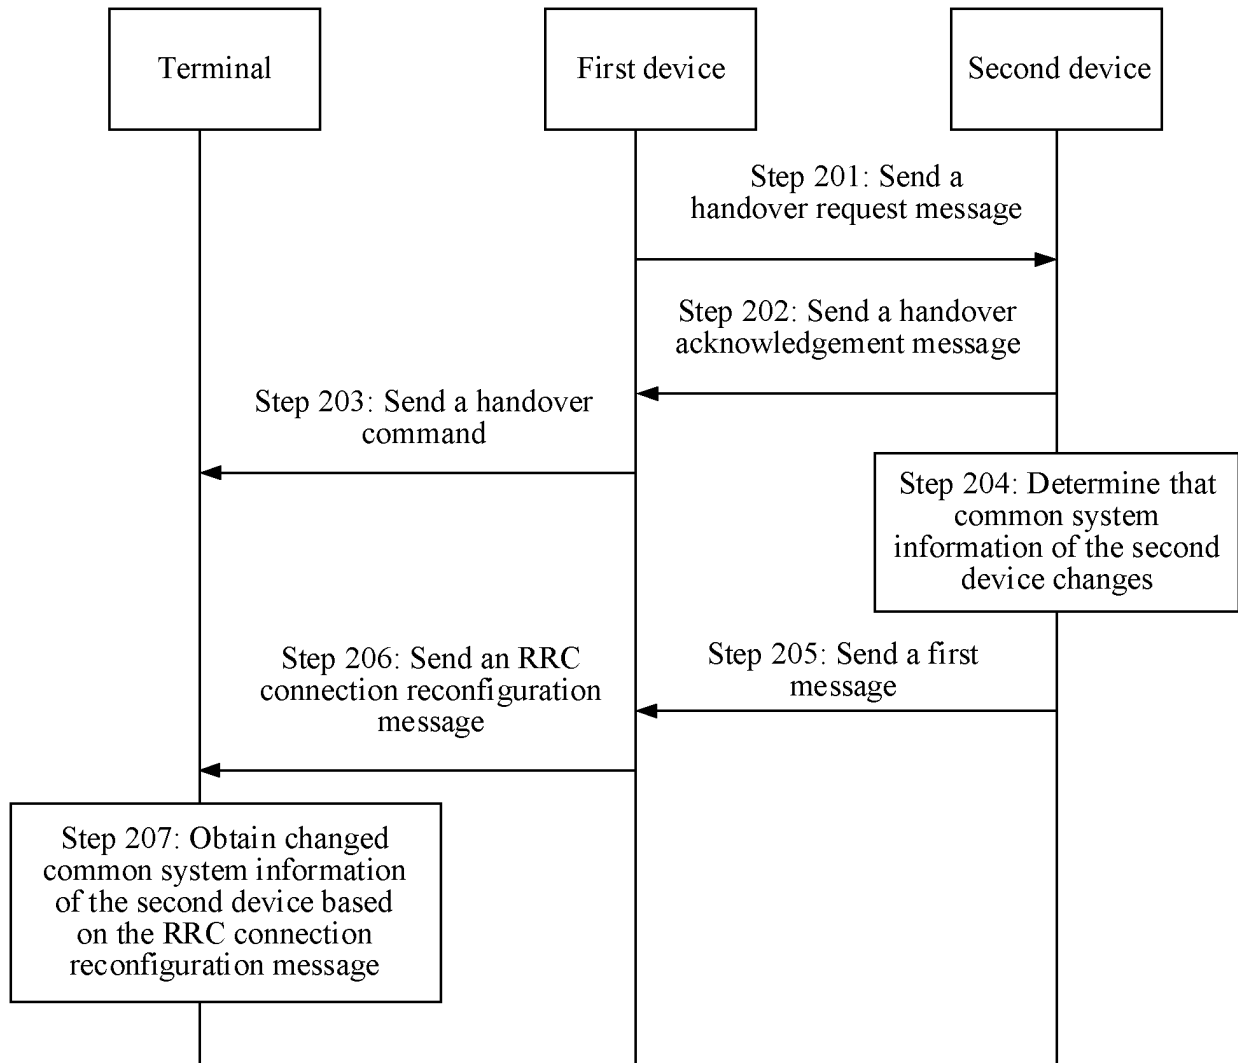 Terminal
First device
Second device
Step 201: Send a
handover request message
Step 202: Send a handover
acknowledgement message
Step 203: Send a handover
command
Step 204: Determine that
common system
information of the second
device changes
Step 205: Send a first
message
Step 206: Send an RRC
connection reconfiguration
message
Step 207: Obtain changed
common system information
of the second device based
on the RRC connection
reconfiguration message